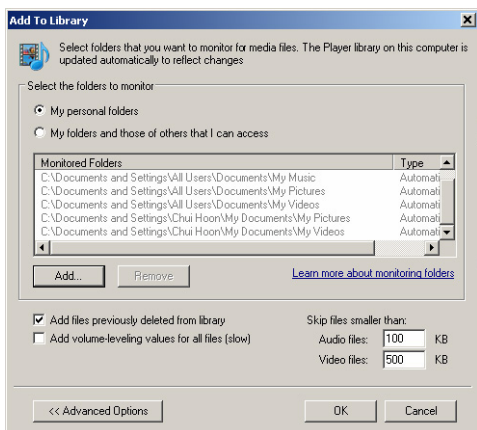 Add To Library
Select folders that you want to monitor for media files. The Player library on this computer is
updated automatically to reflect changes
Select the folders to monitor
My personal folders
My folders and those of others that I can access
Monitored Folders Type
C:\Documents and Settings\All Users\Documents\My Music Automati
C:\Documents and Settings\All Users\Documents\My Pictures Automati
C:\Documents and Settings\All Users\Documents\My Videos Automati
C:\Documents and Settings\Chui Hoon\My Documents\My Pictures Automati
C:\Documents and Settings\Chui Hoon\My Documents\My Videos Automati
Add... Remove Learn more about monitoring folders
Add files previously deleted from library Skip files smaller than:
Add volume-leveling values for all files (slow) Audio files: 100 KB
Video files: 500 KB
<< Advanced Options OK Cancel